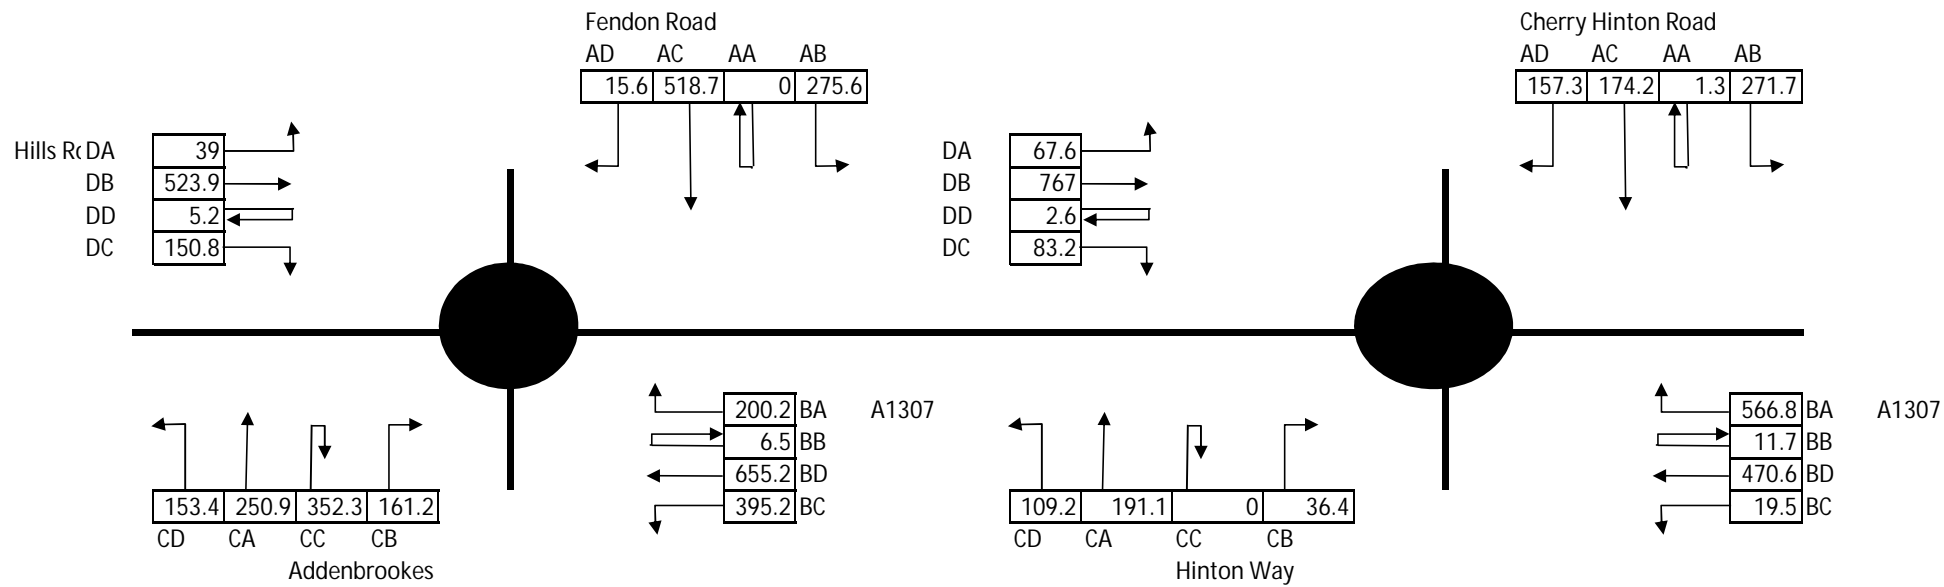 Fendon Road
AD AC AA AB
15.6 518.7 0 275.6
Cherry Hinton Road
AD AC AA AB
157.3 174.2 1.3 271.7
Hills Rc DA 39
DB 523.9
DD 5.2
DC 150.8
DA 67.6
DB 767
DD 2.6
DC 83.2
200.2 BA A1307
6.5 BB
655.2 BD
395.2 BC
566.8 BA A1307
11.7 BB
470.6 BD
19.5 BC
153.4 250.9 352.3 161.2
CD CA CC CB
Addenbrookes
109.2 191.1 0 36.4
CD CA CC CB
Hinton Way